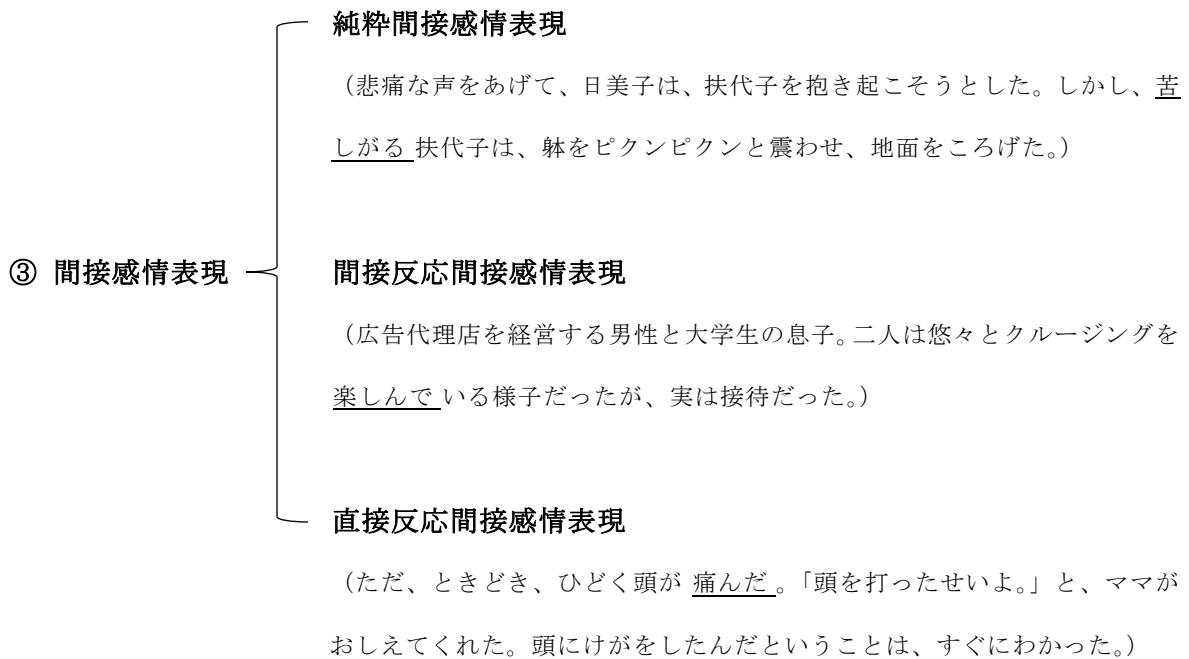 純粋間接感情表現
（悲痛な声をあげて、日美子は、扶代子を抱き起こそうとした。しかし、苦
しがる 扶代子は、躰をピクンピクンと震わせ、地面をころげた。）
③ 間接感情表現
間接反応間接感情表現
（広告代理店を経営する男性と大学生の息子。二人は悠々とクルージングを
楽しんで いる様子だったが、実は接待だった。）
直接反応間接感情表現
（ただ、ときどき、ひどく頭が 痛んだ 。「頭を打ったせいよ。」と、ママが
おしえてくれた。頭にけがをしたんだということは、すぐにわかった。）